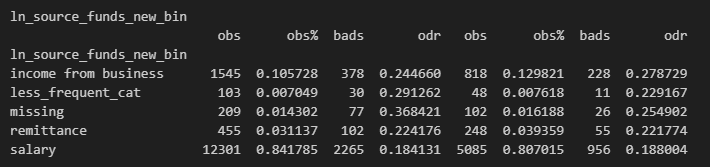 ln_source_funds_new_bin
obs obs% bads odr obs obs% bads odr
ln_source_funds_new_bin
income from business 1545 0.105728 378 0.244660 818 0.129821 228 0.278729
less_frequent_cat 103 0.007049 30 0.291262 48 0.007618 11 0.229167
missing 209 0.014302 77 0.368421 102 0.016188 26 0.254902
remittance 455 0.031137 102 0.224176 248 0.039359 55 0.221774
salary 12301 0.841785 2265 0.184131 5085 0.807015 956 0.188004